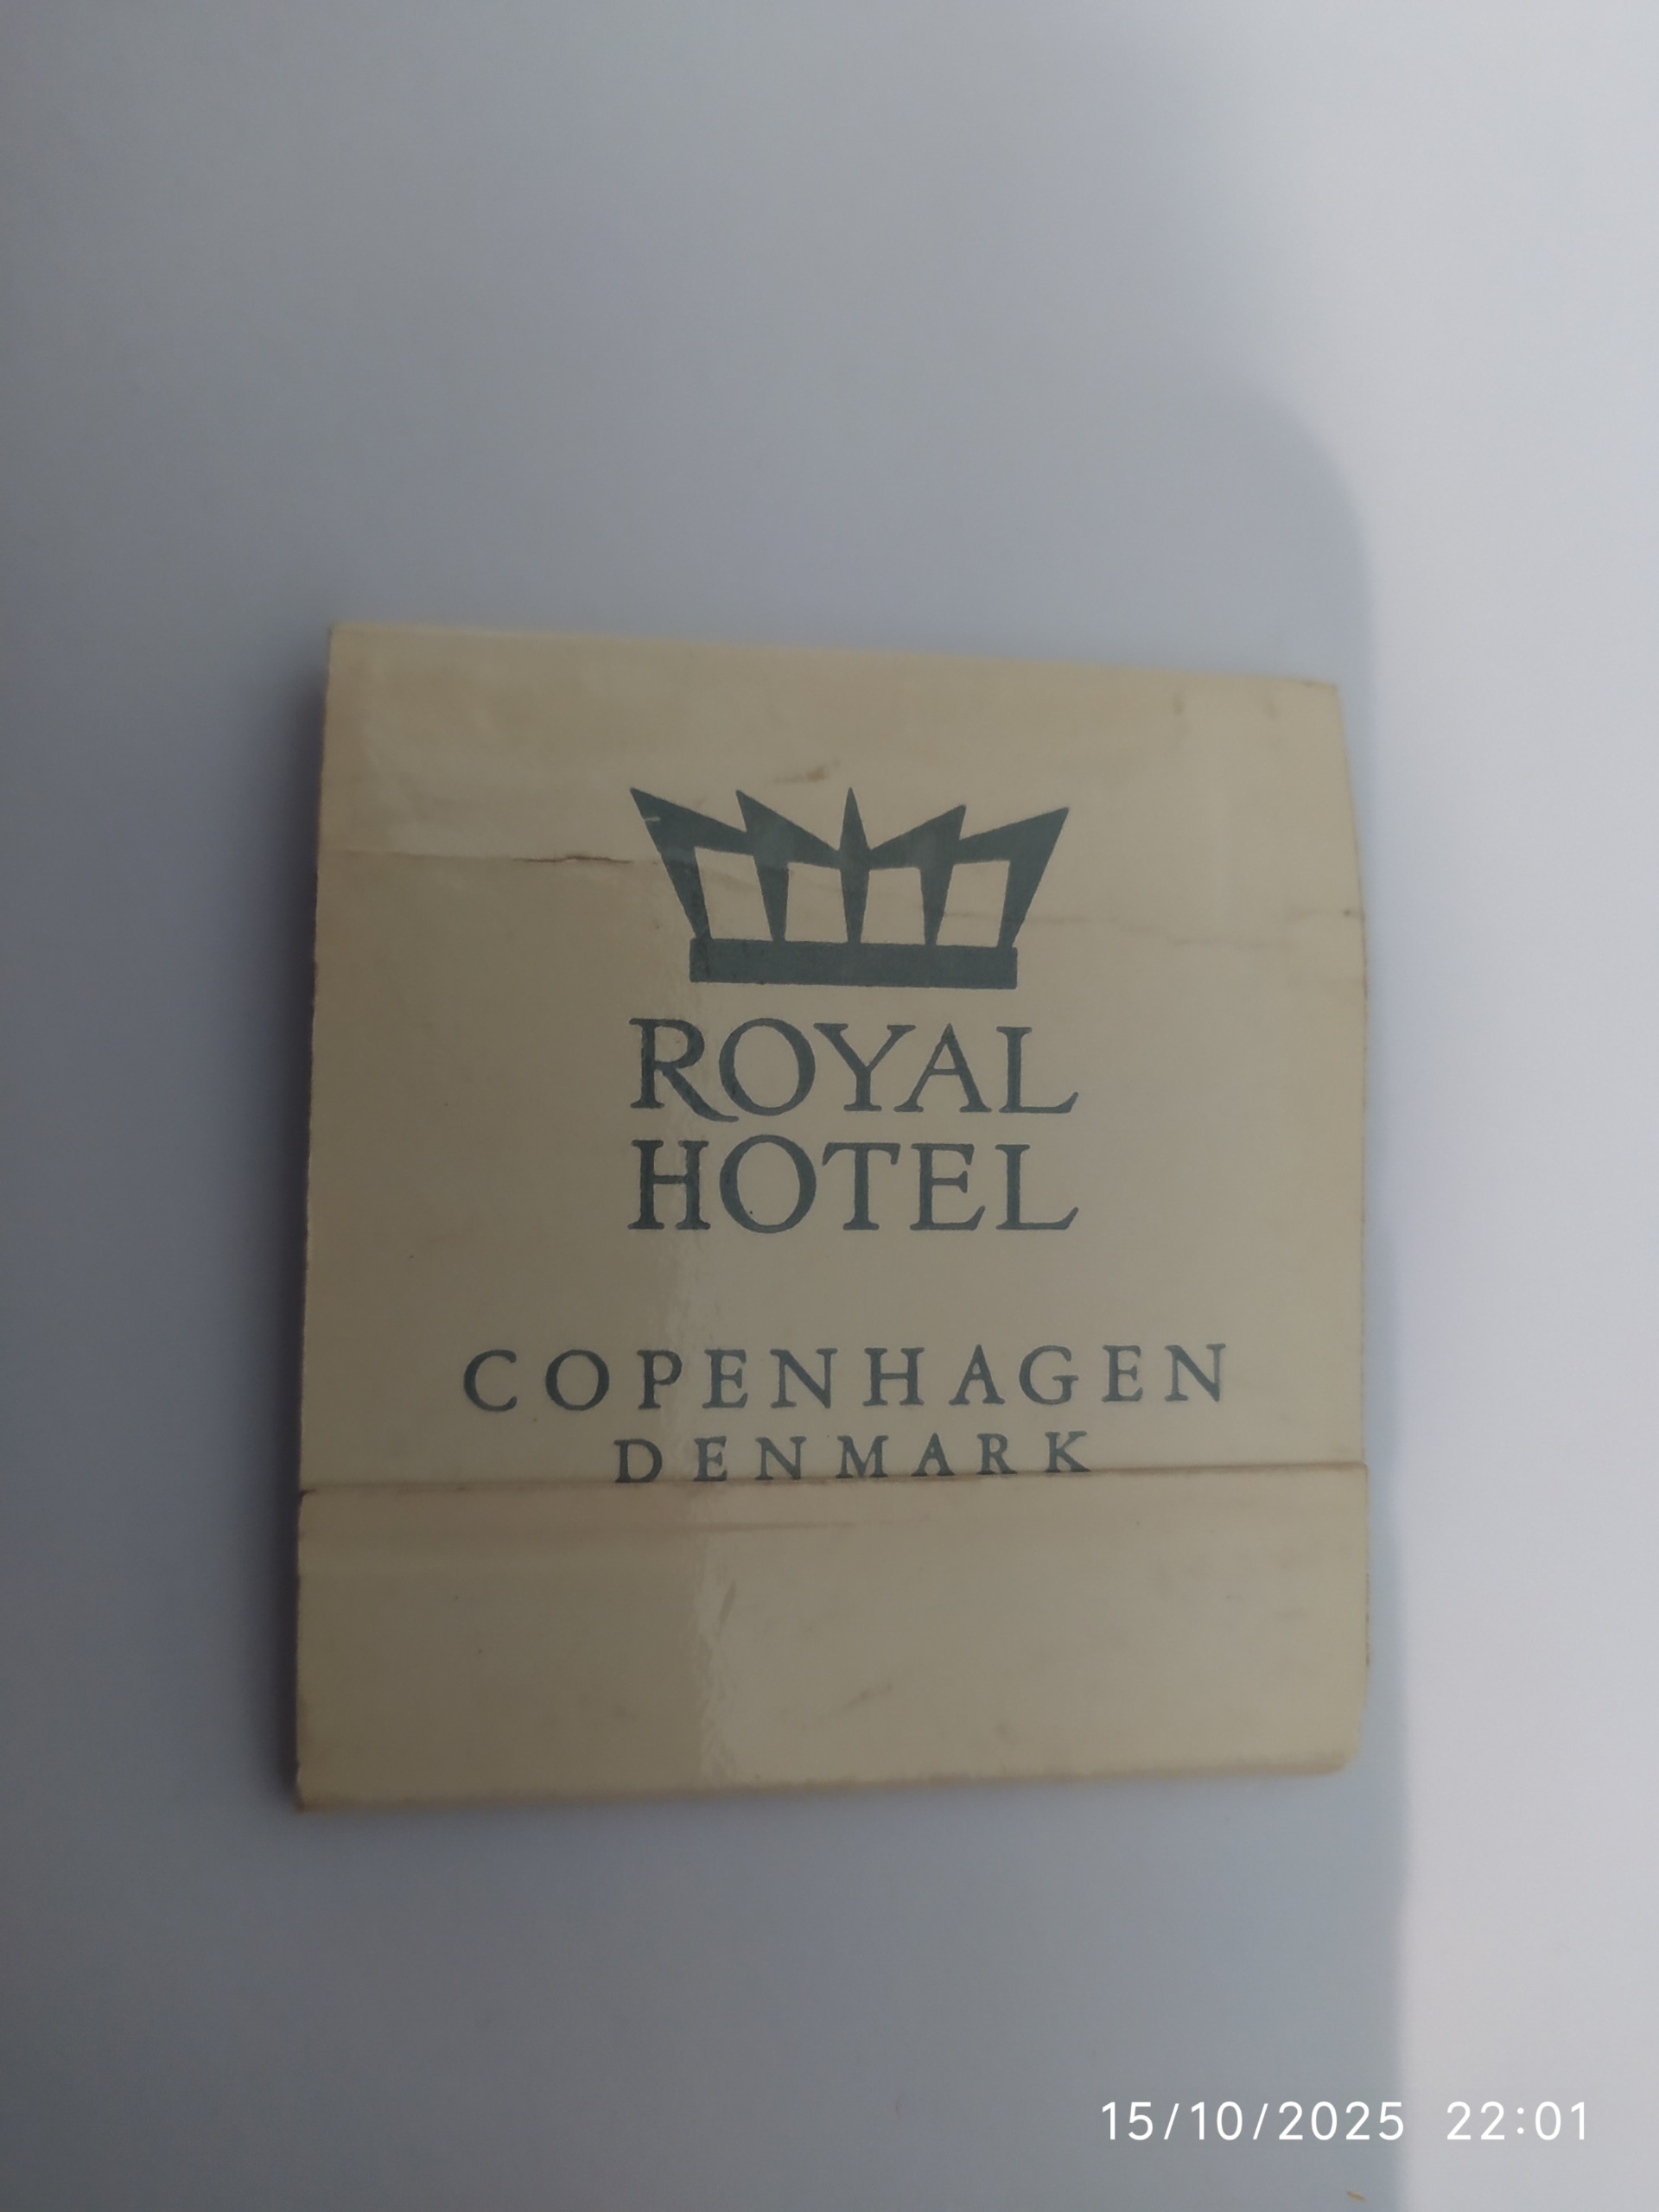 ROYAL
HOTEL
COPENHAGEN
DENMARK
15/10/2025 22:01